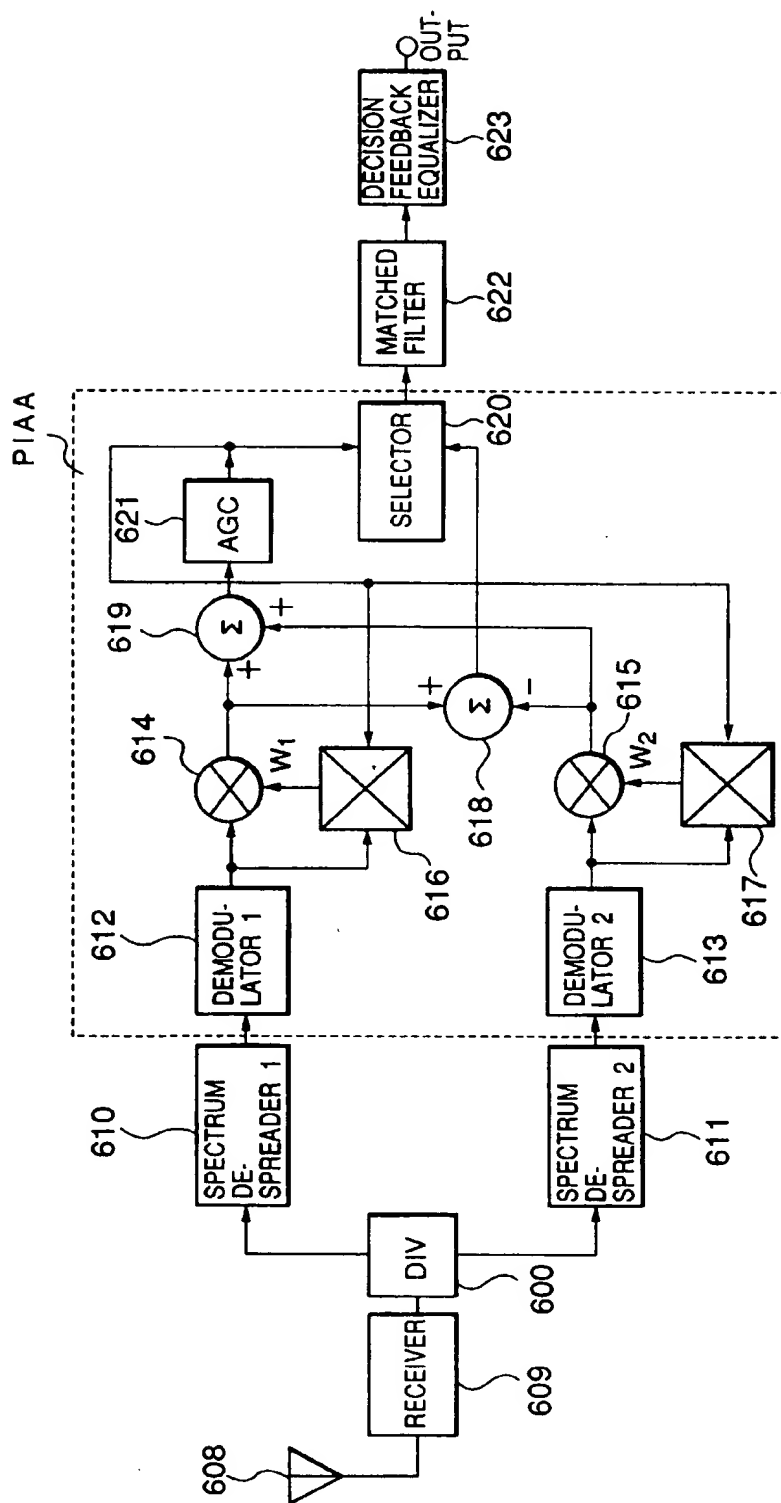 608
RECEIVER
609
DIV
600
610
SPECTRUM
DE-
SPREADER 1
SPECTRUM
DE-
SPREADER 2
611
PIAA
612
DEMODU-
LATOR 1
DEMODU-
LATOR 2
613
614
W1
616
619
Σ
+
+
621
AGC
+
Σ
−
618
615
W2
617
SELECTOR
620
MATCHED
FILTER
622
DECISION
FEEDBACK
EQUALIZER
623
OUT-
PUT